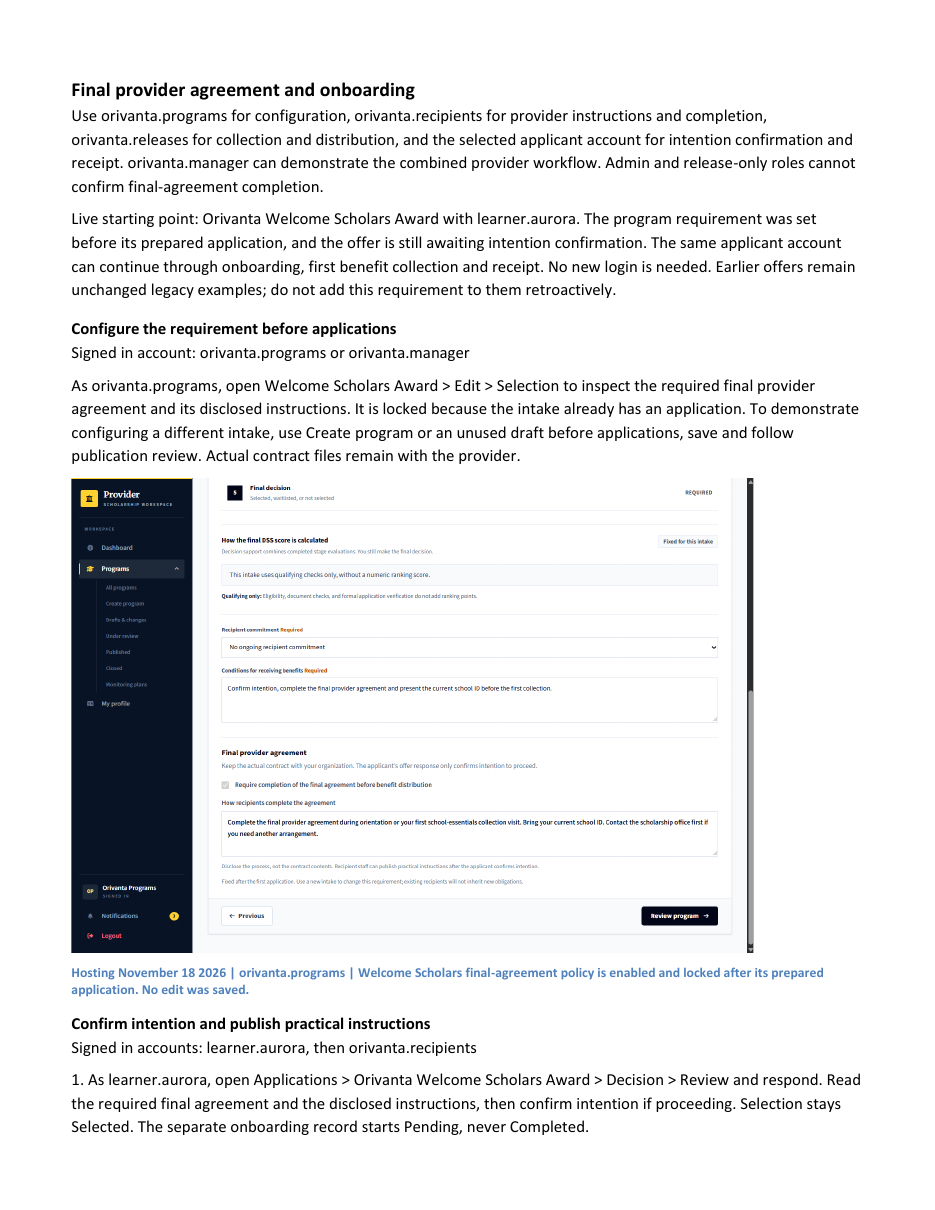 Final provider agreement and onboarding
Use orivanta.programs for configuration, orivanta.recipients for provider instructions and completion,
orivanta.releases for collection and distribution, and the selected applicant account for intention confirmation and
receipt. orivanta.manager can demonstrate the combined provider workflow. Admin and release-only roles cannot
confirm final-agreement completion.
Live starting point: Orivanta Welcome Scholars Award with learner.aurora. The program requirement was set
before its prepared application, and the offer is still awaiting intention confirmation. The same applicant account
can continue through onboarding, first benefit collection and receipt. No new login is needed. Earlier offers remain
unchanged legacy examples; do not add this requirement to them retroactively.
Configure the requirement before applications
Signed in account: orivanta.programs or orivanta.manager
As orivanta.programs, open Welcome Scholars Award > Edit > Selection to inspect the required final provider
agreement and its disclosed instructions. It is locked because the intake already has an application. To demonstrate
configuring a different intake, use Create program or an unused draft before applications, save and follow
publication review. Actual contract files remain with the provider.
Provider
SCHOLARSHIP WORKSPACE
WORKSPACE
Dashboard
Programs
All programs
Create program
Drafts & changes
Under review
Published
Closed
Monitoring plans
My profile
OP
Orivanta Programs
SIGNED IN
Notifications
Logout
5
Final decision
Selected, waitlisted, or not selected
REQUIRED
How the final DSS score is calculated
Fixed for this intake
Decision support combines completed stage evaluations. You still make the final decision.
This intake uses qualifying checks only, without a numeric ranking score.
Qualifying only: Eligibility, document checks, and formal application verification do not add ranking points.
Recipient commitment Required
No ongoing recipient commitment
Conditions for receiving benefits Required
Confirm intention, complete the final provider agreement and present the current school ID before the first collection.
Final provider agreement
Keep the actual contract with your organization. The applicant's offer response only confirms intention to proceed.
Require completion of the final agreement before benefit distribution
How recipients complete the agreement
Complete the final provider agreement during orientation or your first school-essentials collection visit. Bring your current school ID. Contact the scholarship office first if
you need another arrangement.
Disclose the process, not the contract contents. Recipient staff can publish practical instructions after the applicant confirms intention.
Fixed after the first application. Use a new intake to change this requirement; existing recipients will not inherit new obligations.
← Previous
Review program →
Hosting November 18 2026 | orivanta.programs | Welcome Scholars final-agreement policy is enabled and locked after its prepared
application. No edit was saved.
Confirm intention and publish practical instructions
Signed in accounts: learner.aurora, then orivanta.recipients
1. As learner.aurora, open Applications > Orivanta Welcome Scholars Award > Decision > Review and respond. Read
the required final agreement and the disclosed instructions, then confirm intention if proceeding. Selection stays
Selected. The separate onboarding record starts Pending, never Completed.